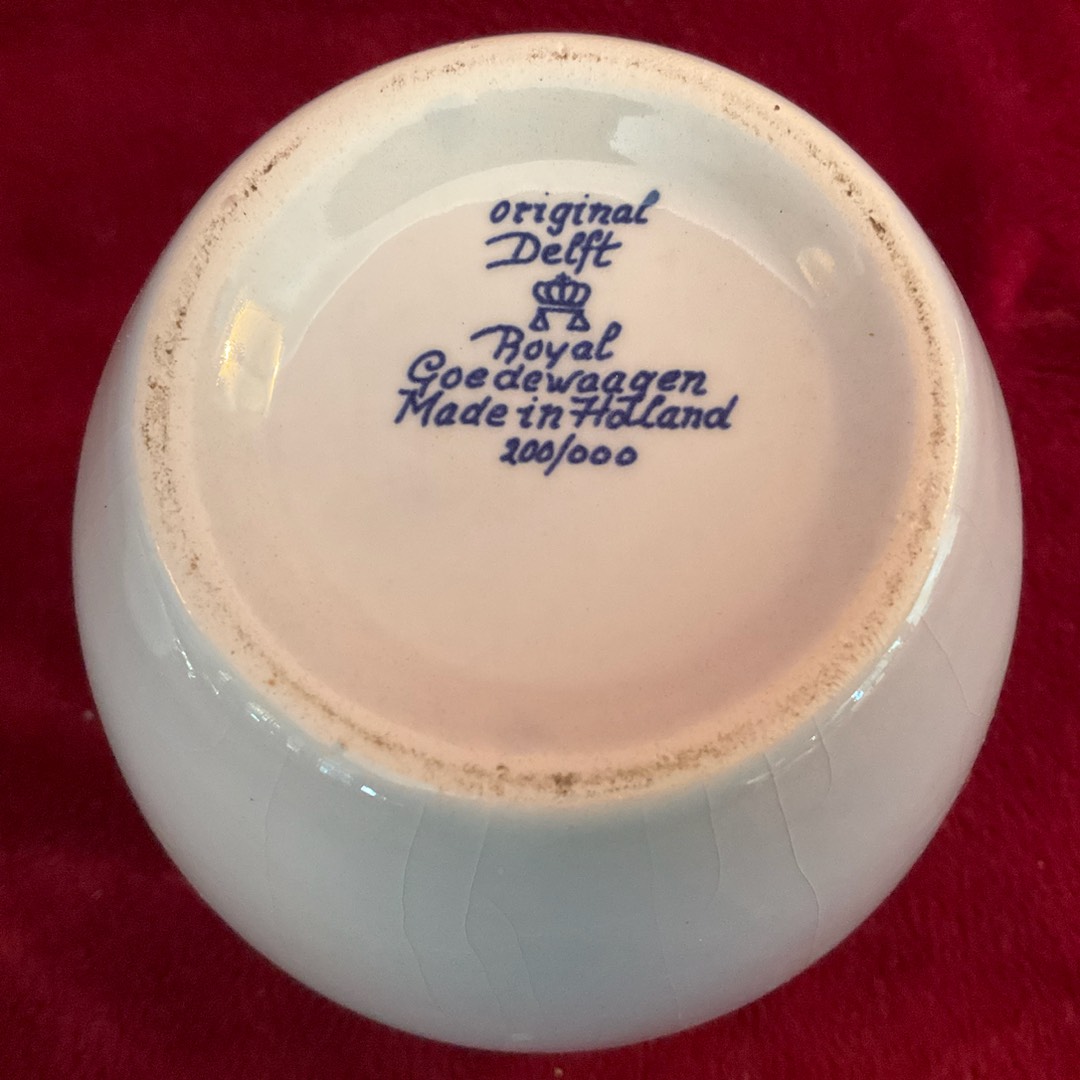 original
Delft
Royal
Goedewaagen
Made in Holland
200/000